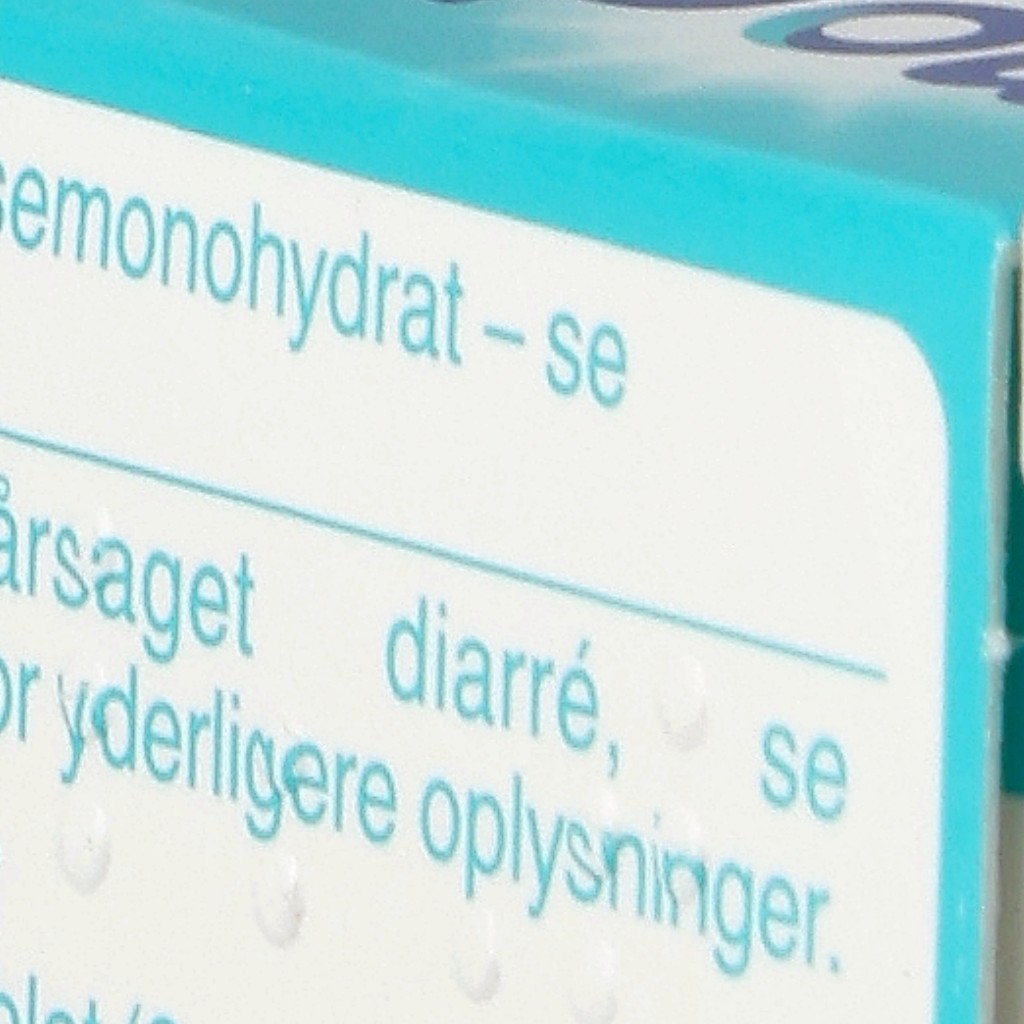 semonohydrat – se
årsaget diarré, se
or yderligere oplysninger.